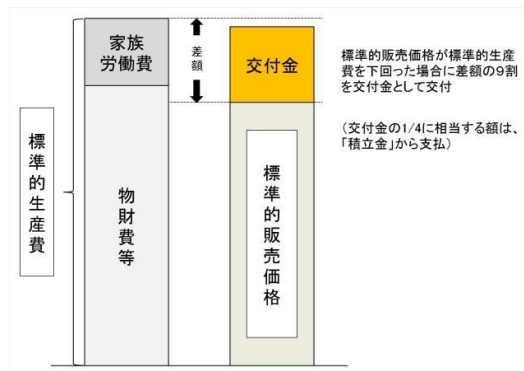 家族
労働費
差額
交付金
標準的販売価格が標準的生産
費を下回った場合に差額の9割
を交付金として交付
(交付金の1/4に相当する額は、
「積立金」から支払)
標準的生産費
物財費等
標準的販売価格